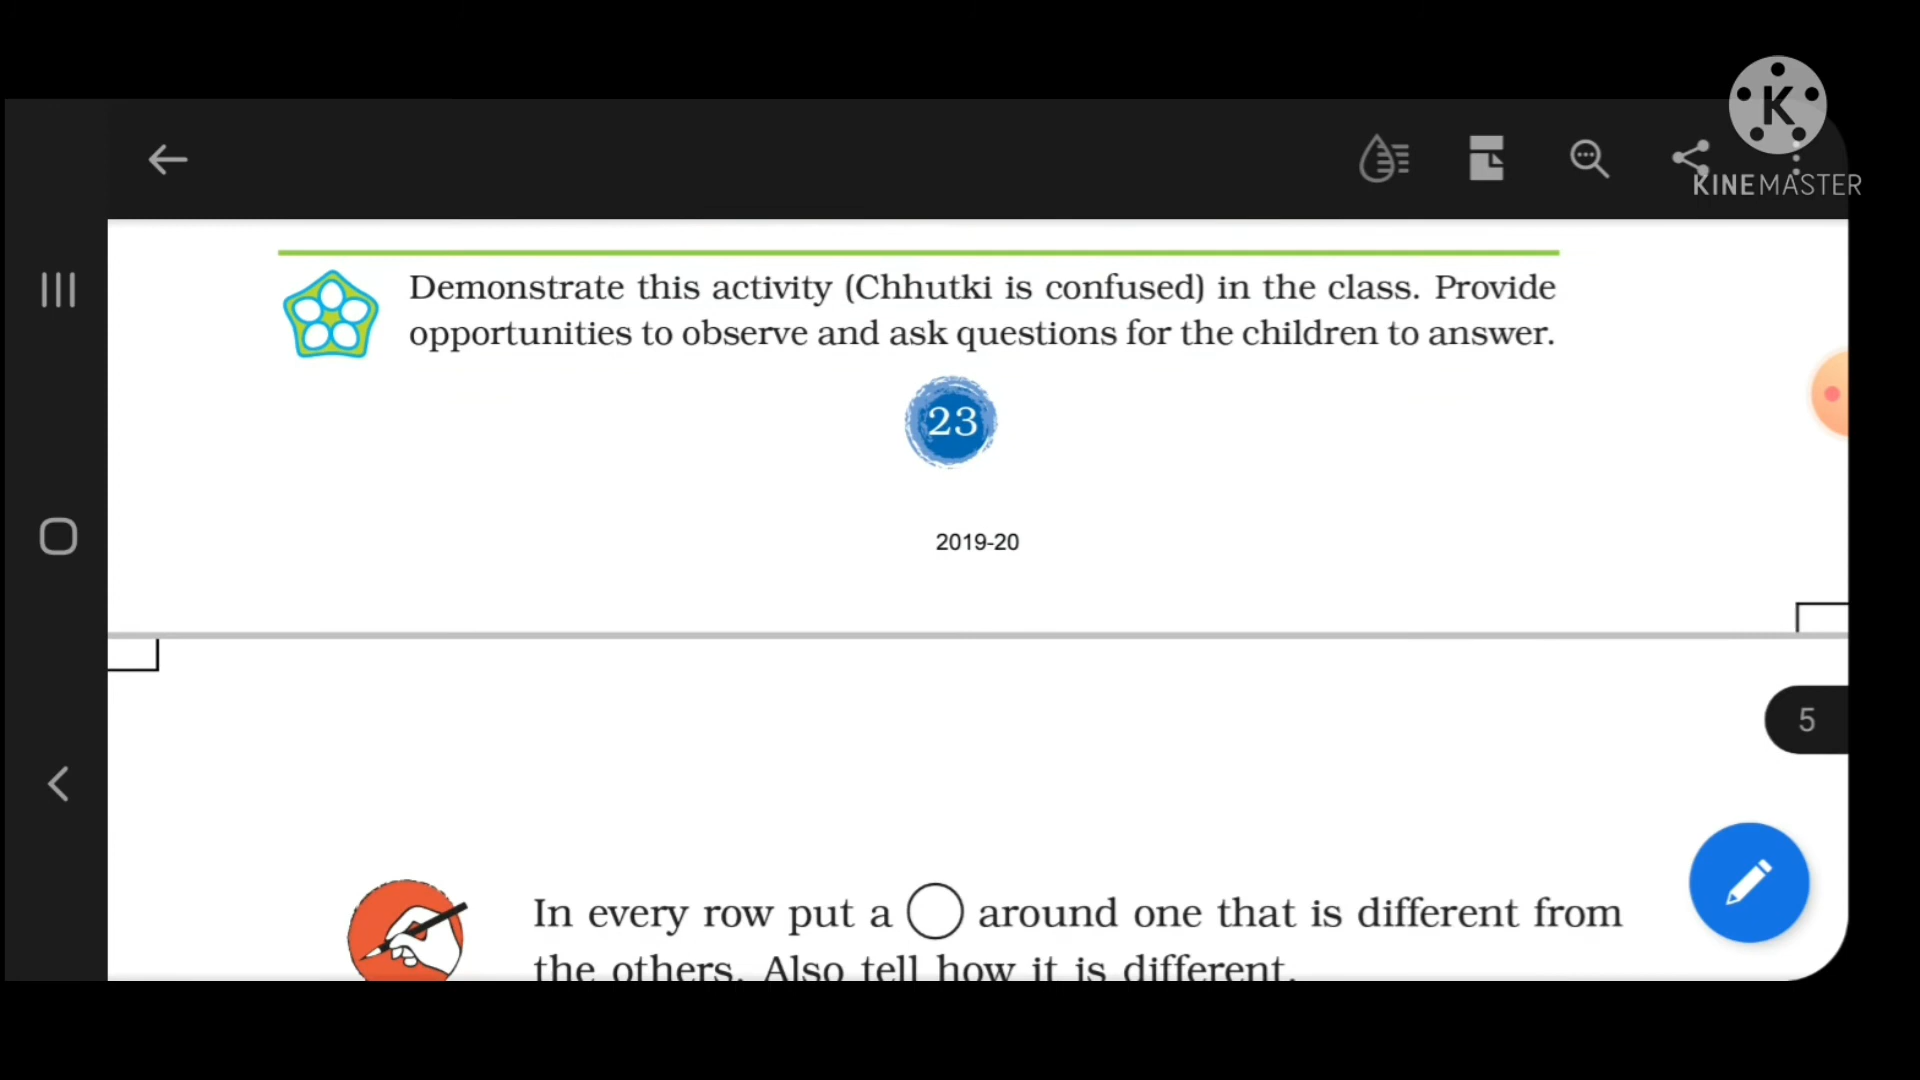 K
KINEMASTER
Demonstrate this activity (Chhutki is confused) in the class. Provide
opportunities to observe and ask questions for the children to answer.
23
2019-20
5
In every row put a ◯ around one that is different from
the others. Also tell how it is different.